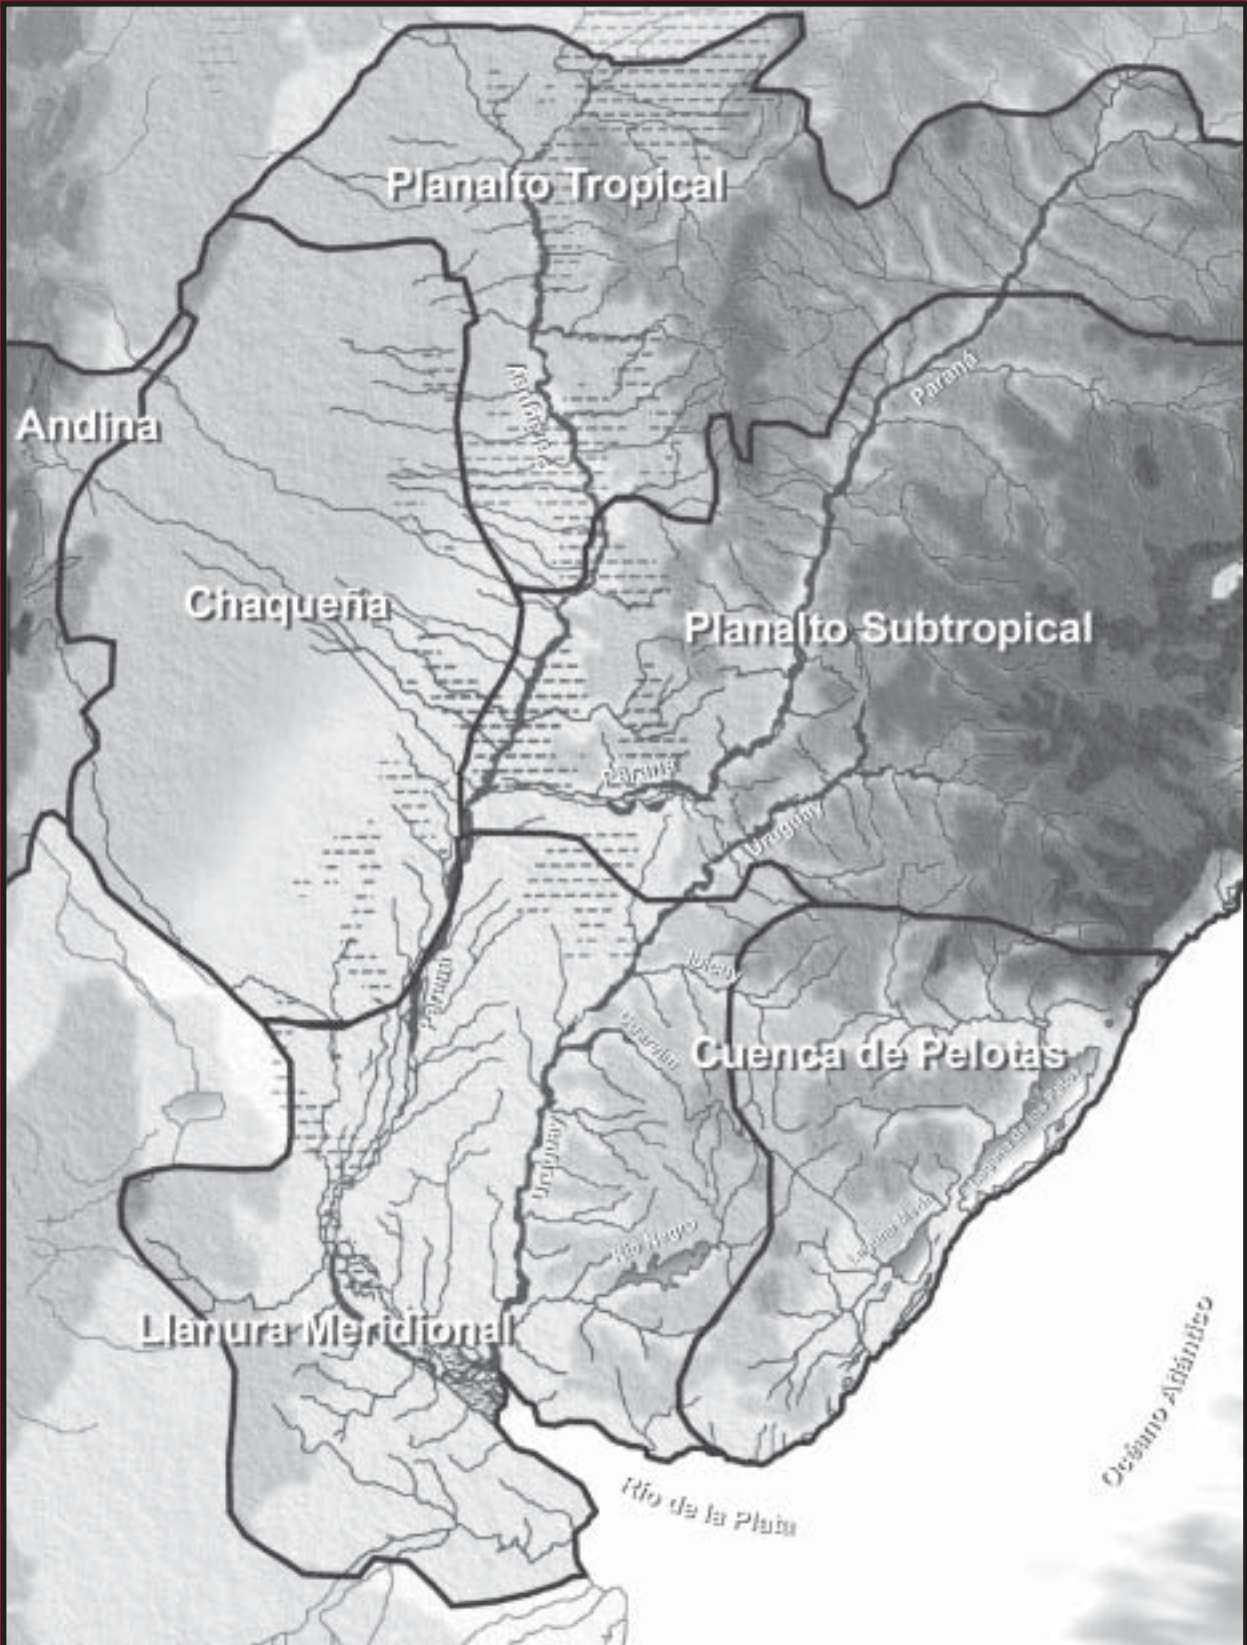 Planalto Tropical
Paraná
Andina
Chaqueña
Planalto Subtropical
Paraná
Uruguay
Paraná
Cuenca de Pelotas
Uruguay
Río Negro
Llanura Meridional
Océano Atlántico
Río de la Plata